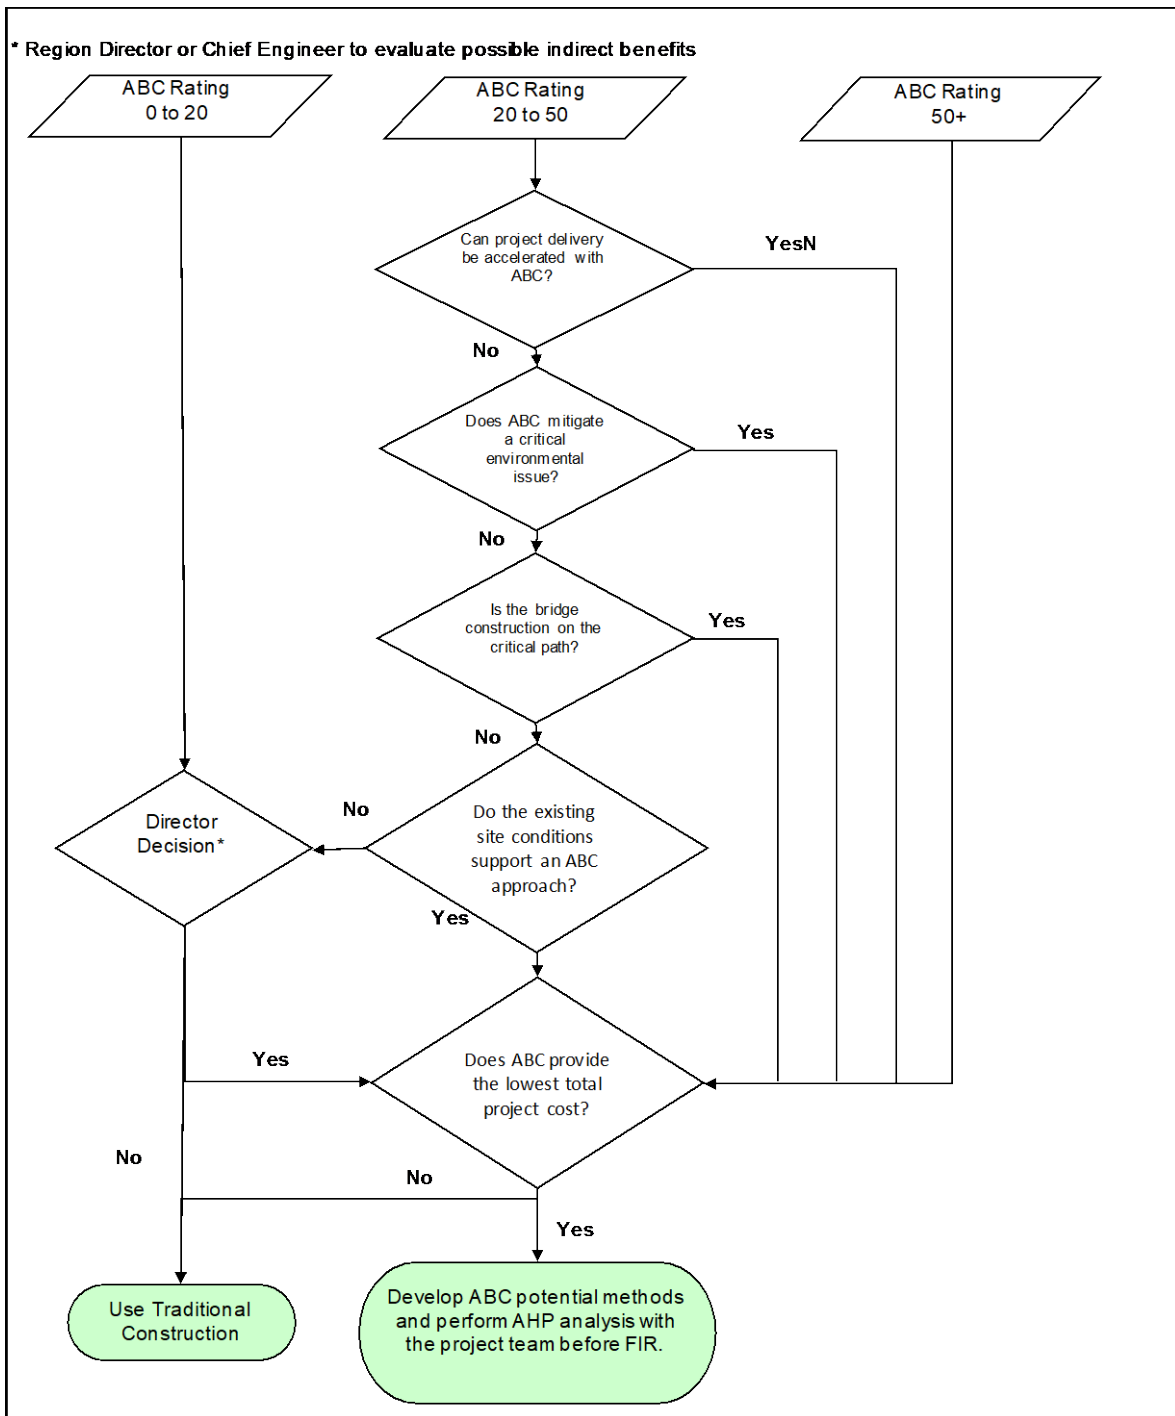 * Region Director or Chief Engineer to evaluate possible indirect benefits
ABC Rating
0 to 20
ABC Rating
20 to 50
ABC Rating
50+
Can project delivery
be accelerated with
ABC?
YesN
No
Does ABC mitigate
a critical
environmental
issue?
Yes
No
Is the bridge
construction on the
critical path?
Yes
No
Director
Decision*
No
Do the existing
site conditions
support an ABC
approach?
Yes
Does ABC provide
the lowest total
project cost?
Yes
No
No
Yes
Use Traditional
Construction
Develop ABC potential methods
and perform AHP analysis with
the project team before FIR.